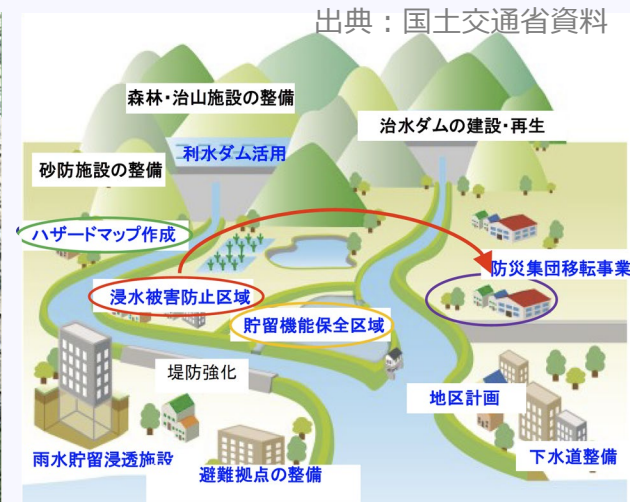 出典：国土交通省資料
森林・治山施設の整備
治水ダムの建設・再生
利水ダム活用
砂防施設の整備
ハザードマップ作成
防災集団移転事業
浸水被害防止区域
貯留機能保全区域
堤防強化
地区計画
雨水貯留浸透施設
避難拠点の整備
下水道整備